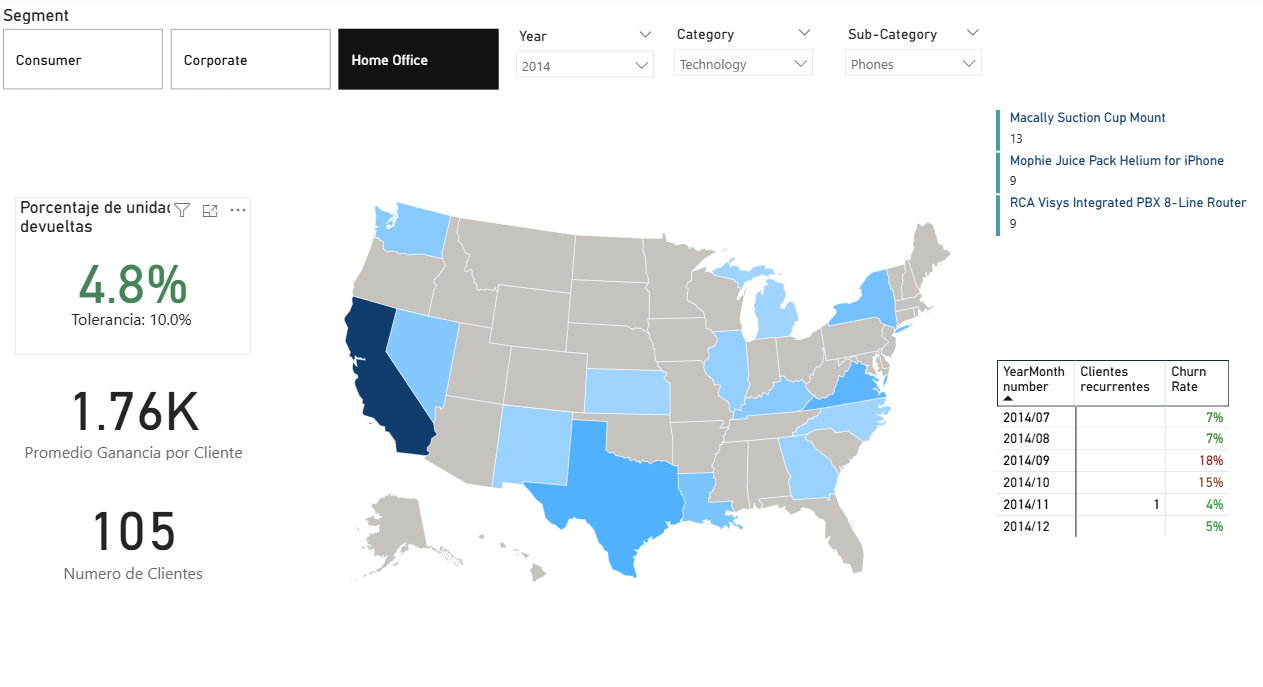 Segment
Consumer
Corporate
Home Office
Year
2014
Category
Technology
Sub-Category
Phones
Macally Suction Cup Mount
13
Mophie Juice Pack Helium for iPhone
9
RCA Visys Integrated PBX 8-Line Router
9
Porcentaje de unidac
devueltas
4.8%
Tolerancia: 10.0%
1.76K
Promedio Ganancia por Cliente
105
Numero de Clientes
YearMonth number Clientes recurrentes Churn Rate
2014/07 7%
2014/08 7%
2014/09 18%
2014/10 15%
2014/11 1 4%
2014/12 5%